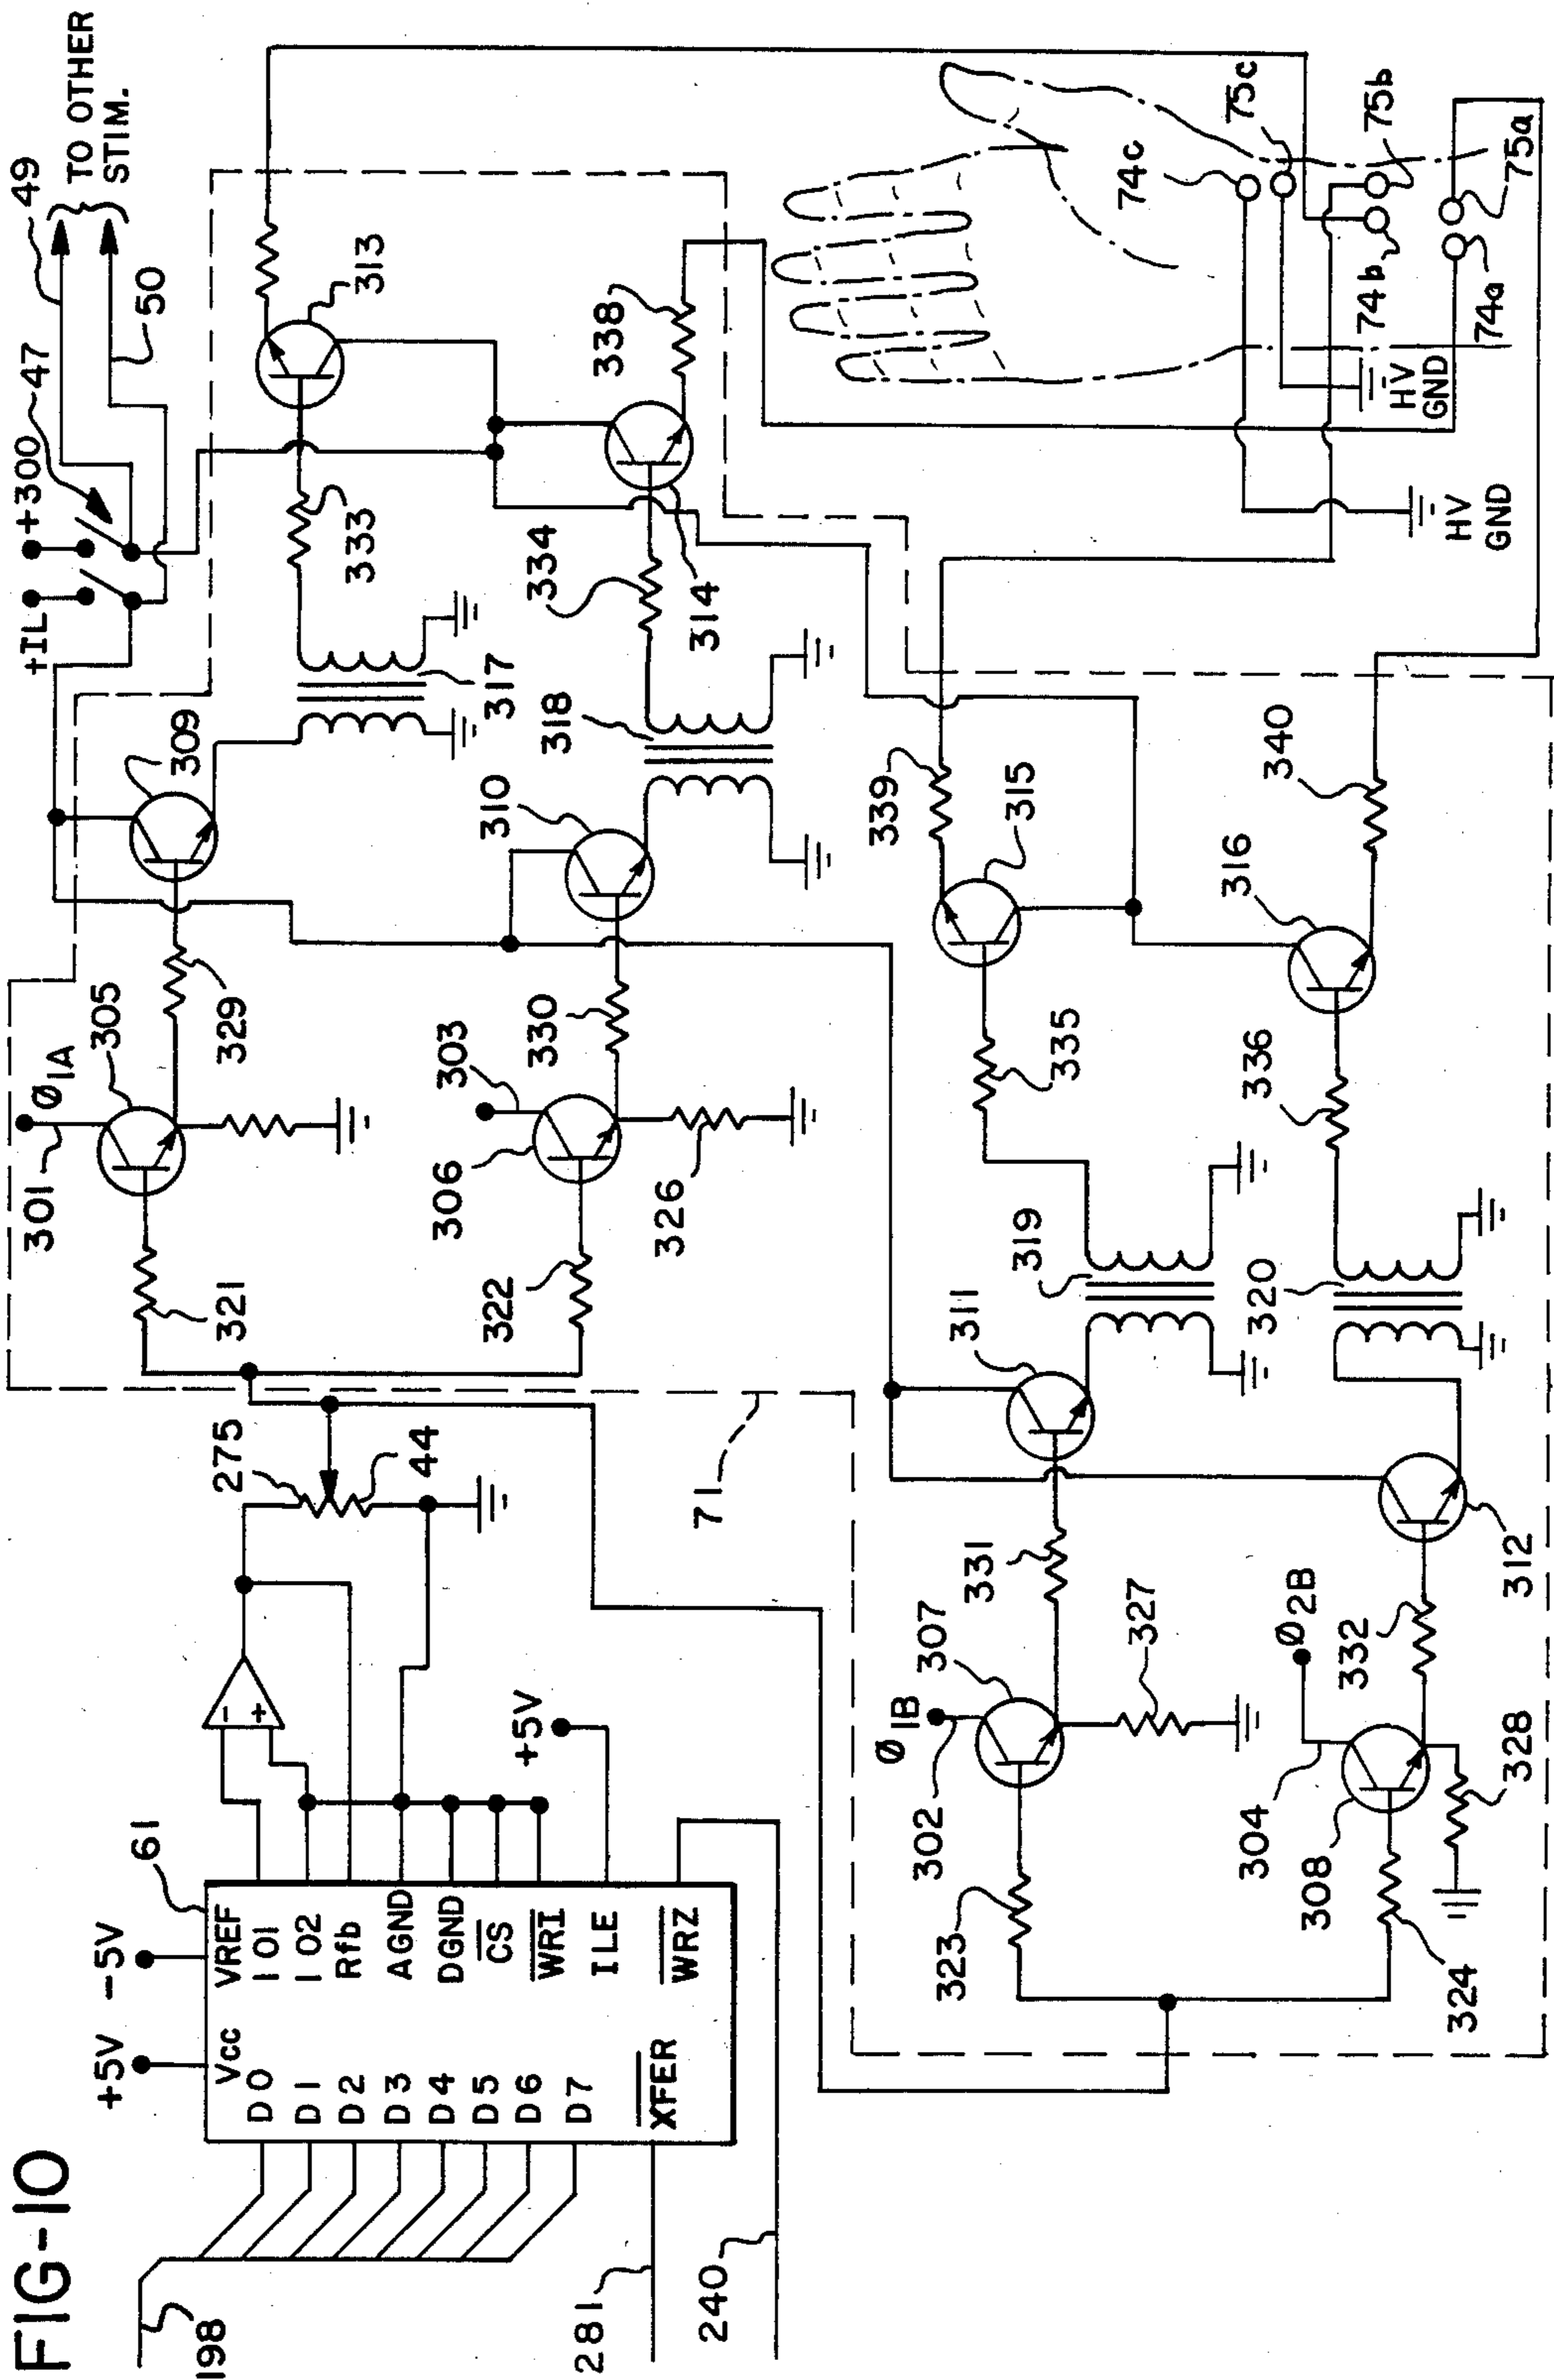 FIG-10
198
281
240
+5V
-5V
61
Vcc
VREF
D0
D1
D2
D3
D4
D5
D6
D7
XFER
IO1
IO2
Rfb
AGND
DGND
CS
WRI
ILE
WRZ
+5V
-
+
275
44
71
301
Ø1A
305
321
329
309
303
306
322
326
330
310
+IL
+300
47
49
50
TO OTHER
STIM.
317
333
313
318
334
314
338
Ø1B
302
307
323
327
331
311
319
335
315
339
Ø2B
304
308
324
328
332
312
320
336
316
340
HV
GND
HV
GND
74c
75c
74b
75b
74a
75a